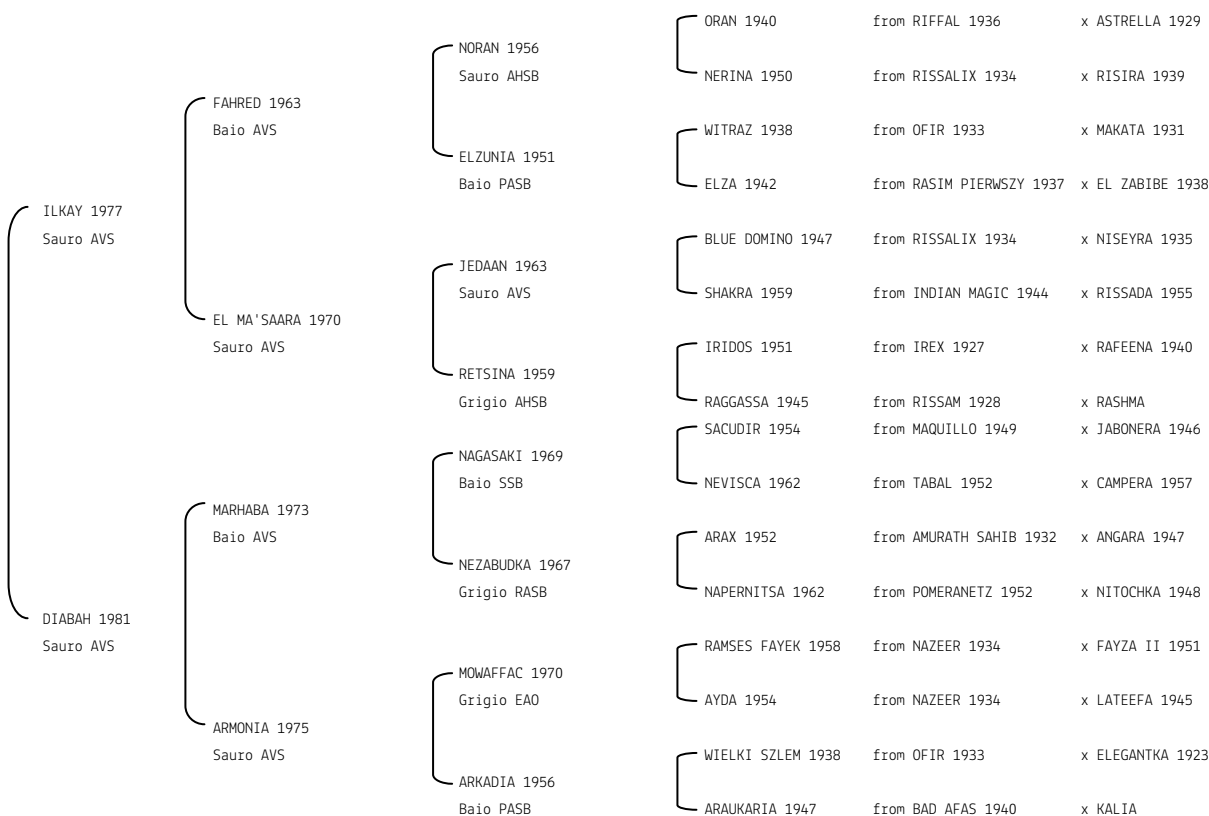 ORAN 1940 from RIFFAL 1936 x ASTRELLA 1929
NORAN 1956
Sauro AHSB NERINA 1950 from RISSALIX 1934 x RISIRA 1939
FAHRED 1963
Baio AVS WITRAZ 1938 from OFIR 1933 x MAKATA 1931
ELZUNIA 1951
Baio PASB ELZA 1942 from RASIM PIERWSZY 1937 x EL ZABIBE 1938
ILKAY 1977
Sauro AVS BLUE DOMINO 1947 from RISSALIX 1934 x NISEYRA 1935
JEDAAN 1963
Sauro AVS SHAKRA 1959 from INDIAN MAGIC 1944 x RISSADA 1955
EL MA'SAARA 1970
Sauro AVS IRIDOS 1951 from IREX 1927 x RAFEENA 1940
RETSINA 1959
Grigio AHSB RAGGASSA 1945 from RISSAM 1928 x RASHMA
SACUDIR 1954 from MAQUILLO 1949 x JABONERA 1946
NAGASAKI 1969
Baio SSB NEVISCA 1962 from TABAL 1952 x CAMPERA 1957
MARHABA 1973
Baio AVS ARAX 1952 from AMURATH SAHIB 1932 x ANGARA 1947
NEZABUDKA 1967
Grigio RASB NAPERNITSA 1962 from POMERANETZ 1952 x NITOCHKA 1948
DIABAH 1981
Sauro AVS RAMSES FAYEK 1958 from NAZEER 1934 x FAYZA II 1951
MOWAFFAC 1970
Grigio EAO AYDA 1954 from NAZEER 1934 x LATEEFA 1945
ARMONIA 1975
Sauro AVS WIELKI SZLEM 1938 from OFIR 1933 x ELEGANTKA 1923
ARKADIA 1956
Baio PASB ARAUKARIA 1947 from BAD AFAS 1940 x KALIA